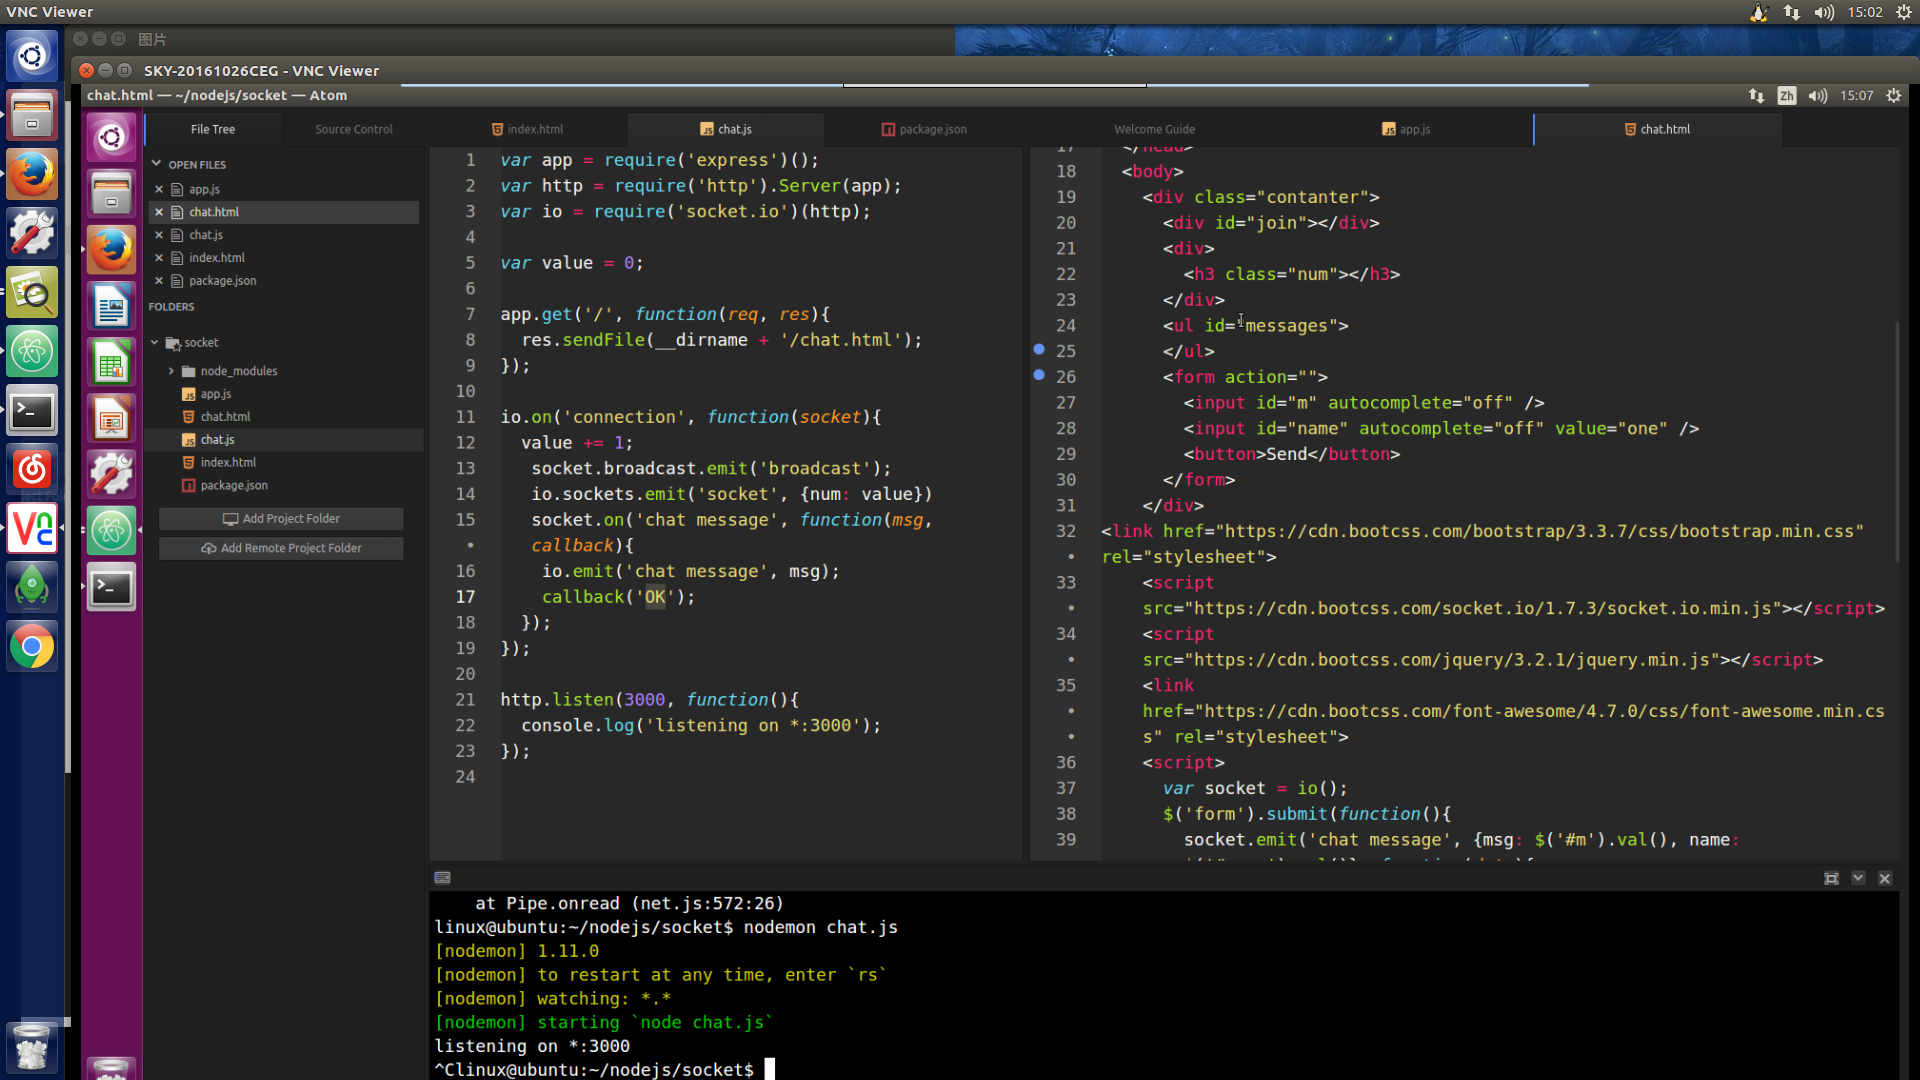 VNC Viewer
15:02
图片
SKY-20161026CEG - VNC Viewer
chat.html — ~/nodejs/socket — Atom
Zh
15:07
File Tree
Source Control
index.html
chat.js
package.json
Welcome Guide
app.js
chat.html
OPEN FILES
app.js
chat.html
chat.js
index.html
package.json
FOLDERS
socket
node_modules
app.js
chat.html
chat.js
index.html
package.json
Add Project Folder
Add Remote Project Folder
1 var app = require('express')();
2 var http = require('http').Server(app);
3 var io = require('socket.io')(http);
4
5 var value = 0;
6
7 app.get('/', function(req, res){
8 res.sendFile(__dirname + '/chat.html');
9 });
10
11 io.on('connection', function(socket){
12 value += 1;
13 socket.broadcast.emit('broadcast');
14 io.sockets.emit('socket', {num: value})
15 socket.on('chat message', function(msg,
• callback){
16 io.emit('chat message', msg);
17 callback('OK');
18 });
19 });
20
21 http.listen(3000, function(){
22 console.log('listening on *:3000');
23 });
24
17 </head>
18 <body>
19 <div class="contanter">
20 <div id="join"></div>
21 <div>
22 <h3 class="num"></h3>
23 </div>
24 <ul id="messages">
25 </ul>
26 <form action="">
27 <input id="m" autocomplete="off" />
28 <input id="name" autocomplete="off" value="one" />
29 <button>Send</button>
30 </form>
31 </div>
32 <link href="https://cdn.bootcss.com/bootstrap/3.3.7/css/bootstrap.min.css"
• rel="stylesheet">
33 <script
• src="https://cdn.bootcss.com/socket.io/1.7.3/socket.io.min.js"></script>
34 <script
• src="https://cdn.bootcss.com/jquery/3.2.1/jquery.min.js"></script>
35 <link
• href="https://cdn.bootcss.com/font-awesome/4.7.0/css/font-awesome.min.cs
• s" rel="stylesheet">
36 <script>
37 var socket = io();
38 $('form').submit(function(){
39 socket.emit('chat message', {msg: $('#m').val(), name:
at Pipe.onread (net.js:572:26)
linux@ubuntu:~/nodejs/socket$ nodemon chat.js
[nodemon] 1.11.0
[nodemon] to restart at any time, enter `rs`
[nodemon] watching: *.*
[nodemon] starting `node chat.js`
listening on *:3000
^Clinux@ubuntu:~/nodejs/socket$